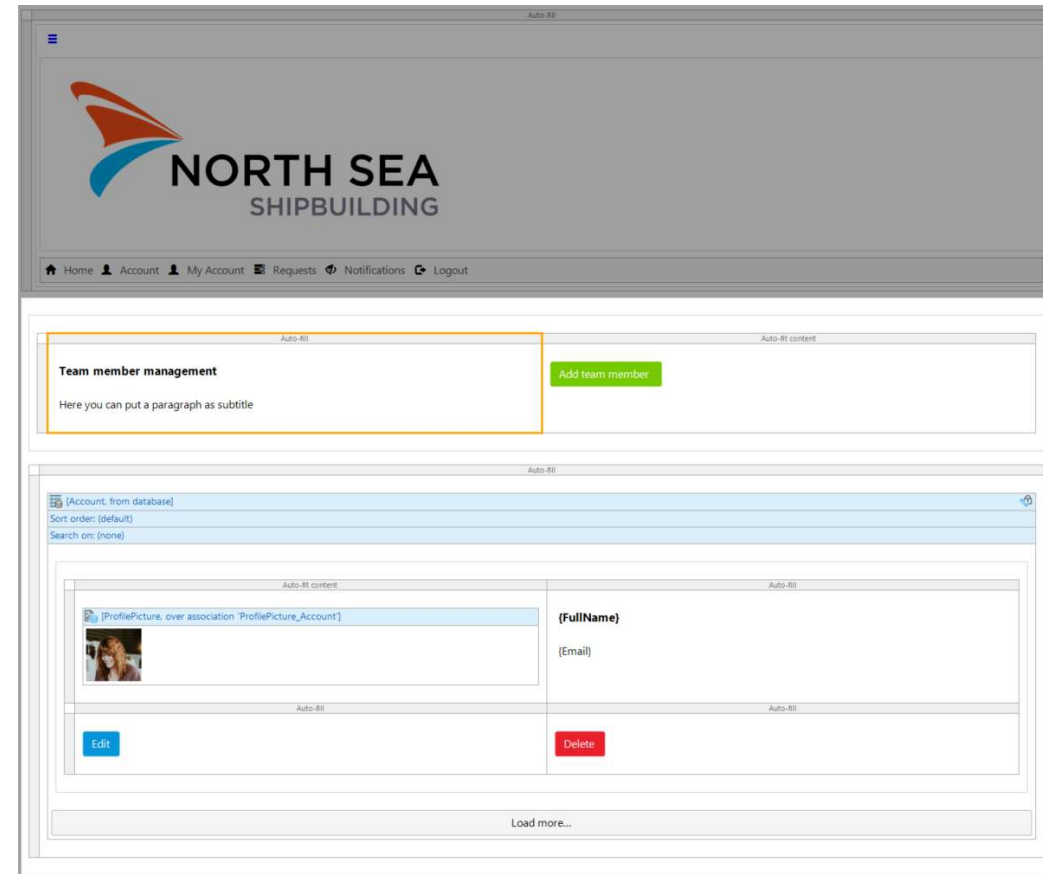 Auto-fill
NORTH SEA
SHIPBUILDING
Home Account My Account Requests Notifications Logout
Auto-fill Auto-fit content
Team member management
Add team member
Here you can put a paragraph as subtitle
Auto-fill
[Account, from database]
Sort order: (default)
Search on: (none)
Auto-fit content Auto-fill
[ProfilePicture, over association 'ProfilePicture_Account']
{FullName}
{Email}
Auto-fill Auto-fill
Edit Delete
Load more...